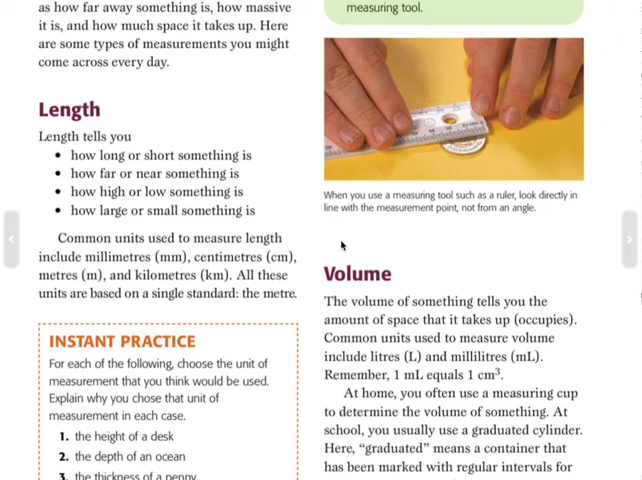 as how far away something is, how massive
it is, and how much space it takes up. Here
are some types of measurements you might
come across every day.
Length
Length tells you
• how long or short something is
• how far or near something is
• how high or low something is
• how large or small something is
Common units used to measure length
include millimetres (mm), centimetres (cm),
metres (m), and kilometres (km). All these
units are based on a single standard: the metre.
INSTANT PRACTICE
For each of the following, choose the unit of
measurement that you think would be used.
Explain why you chose that unit of
measurement in each case.
1. the height of a desk
2. the depth of an ocean
3. the thickness of a penny
measuring tool.
When you use a measuring tool such as a ruler, look directly in
line with the measurement point, not from an angle.
Volume
The volume of something tells you the
amount of space that it takes up (occupies).
Common units used to measure volume
include litres (L) and millilitres (mL).
Remember, 1 mL equals 1 cm³.
At home, you often use a measuring cup
to determine the volume of something. At
school, you usually use a graduated cylinder.
Here, “graduated” means a container that
has been marked with regular intervals for